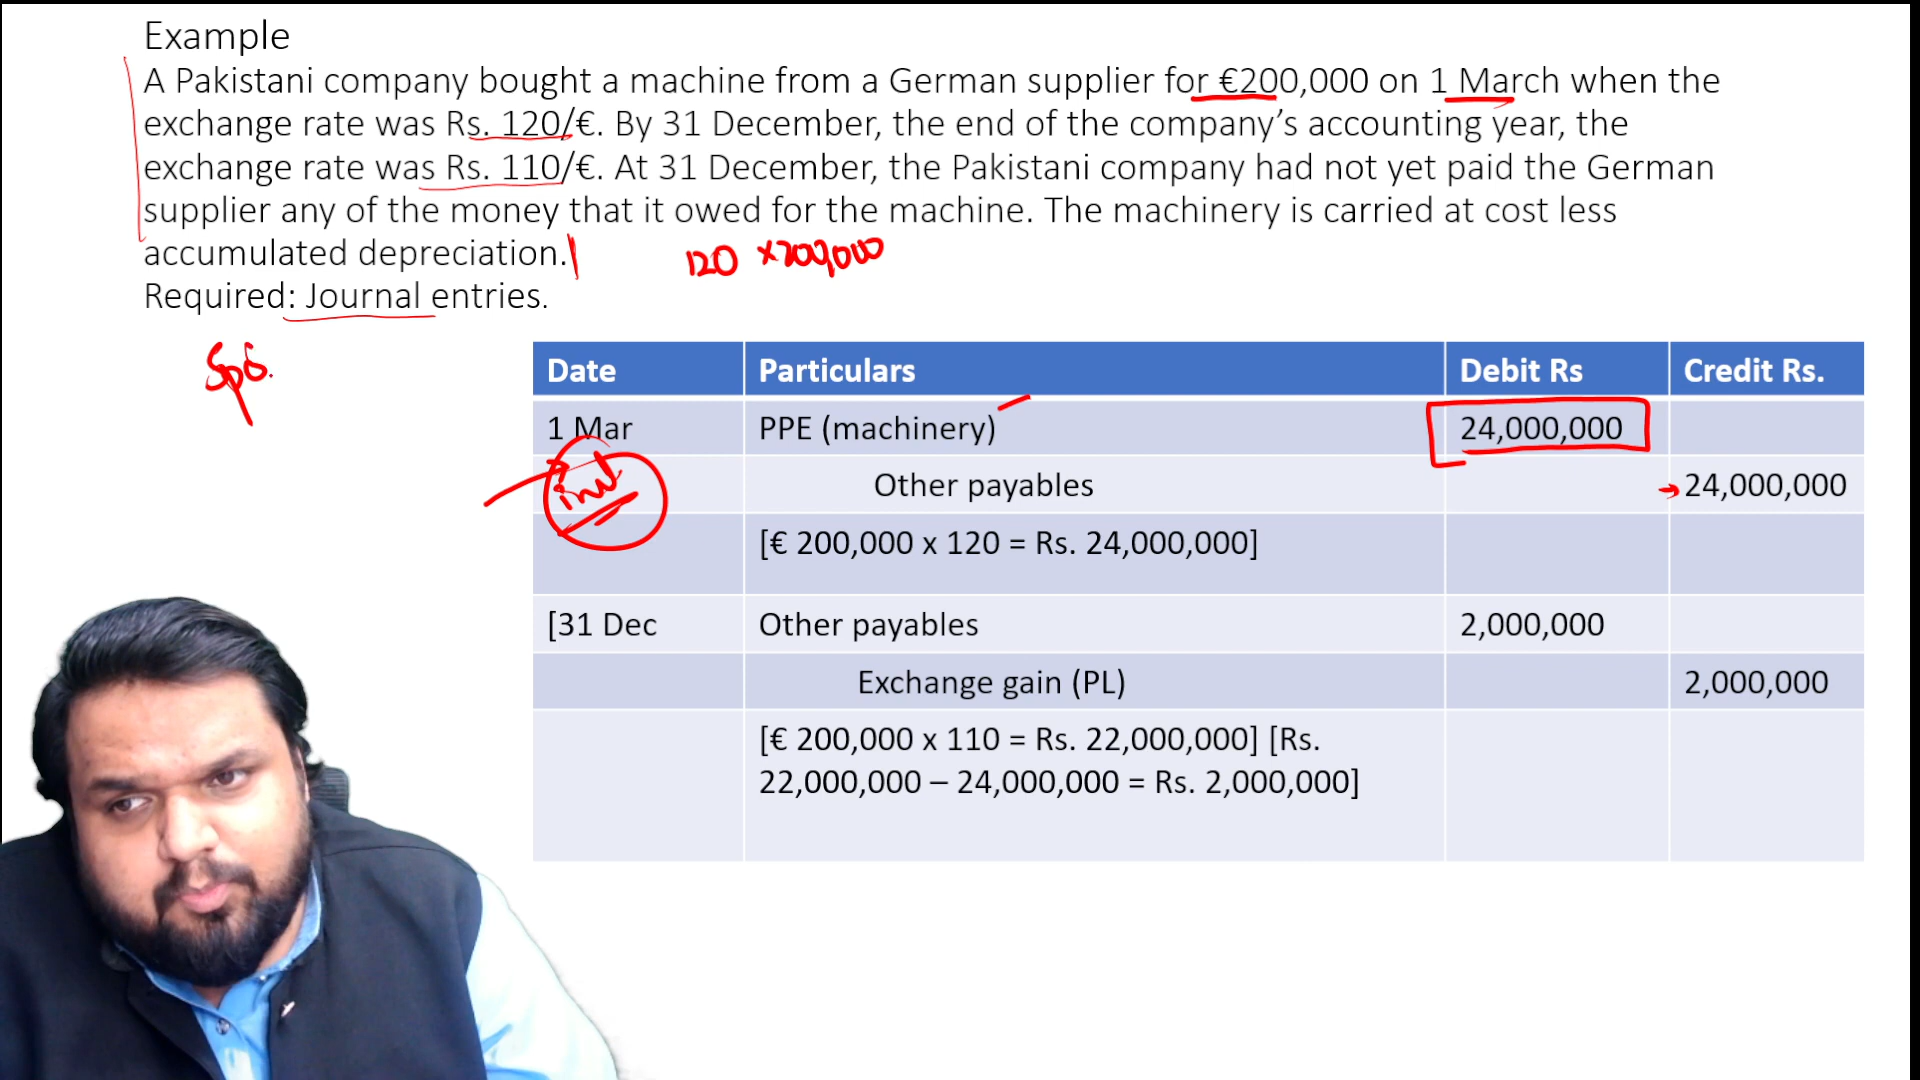 Example
A Pakistani company bought a machine from a German supplier for €200,000 on 1 March when the
exchange rate was Rs. 120/€. By 31 December, the end of the company’s accounting year, the
exchange rate was Rs. 110/€. At 31 December, the Pakistani company had not yet paid the German
supplier any of the money that it owed for the machine. The machinery is carried at cost less
accumulated depreciation.
120 x 200,000
Required: Journal entries.
Date Particulars Debit Rs Credit Rs.
1 Mar PPE (machinery) 24,000,000
Other payables 24,000,000
[€ 200,000 x 120 = Rs. 24,000,000]
[31 Dec Other payables 2,000,000
Exchange gain (PL) 2,000,000
[€ 200,000 x 110 = Rs. 22,000,000] [Rs.
22,000,000 – 24,000,000 = Rs. 2,000,000]